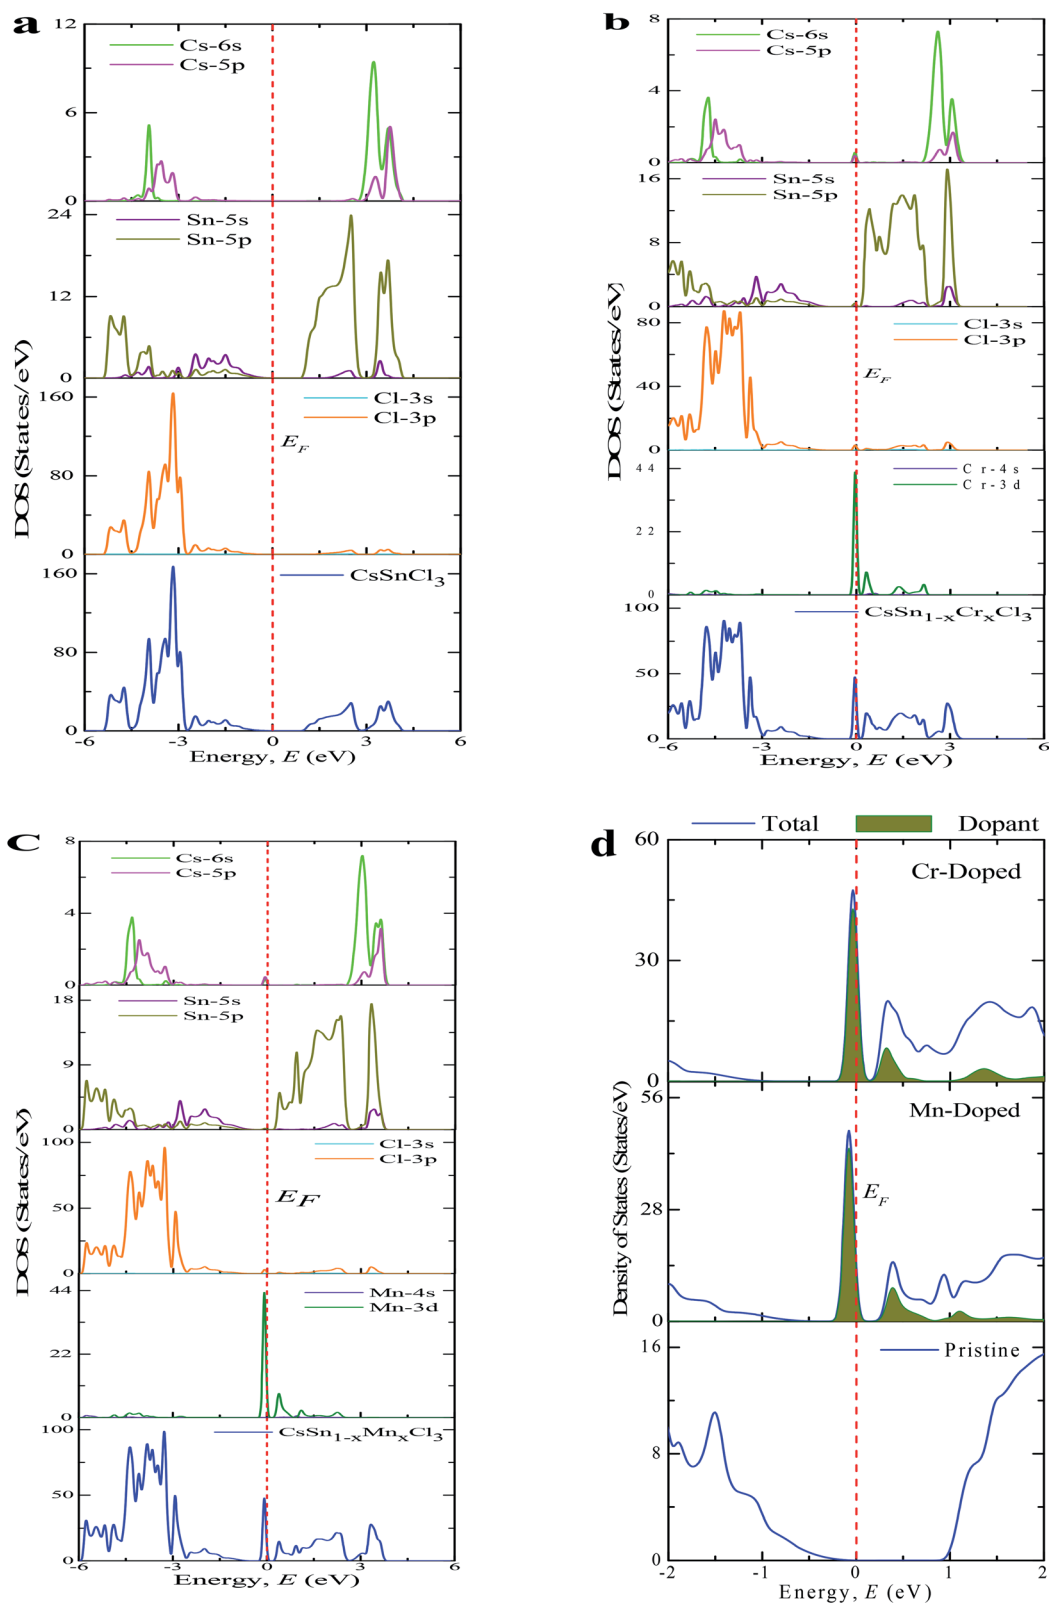 a
12
6
0
Cs-6s
Cs-5p
24
12
0
Sn-5s
Sn-5p
160
80
0
Cl-3s
Cl-3p
E_F
160
80
0
CsSnCl₃
-6 -3 0 3 6
Energy, E (eV)
DOS (States/eV)
b
8
4
0
Cs-6s
Cs-5p
16
8
0
Sn-5s
Sn-5p
80
40
0
Cl-3s
Cl-3p
E_F
44
22
0
Cr-4s
Cr-3d
100
50
0
CsSn₁₋ₓCrₓCl₃
-6 -3 0 3 6
Energy, E (eV)
DOS (States/eV)
c
8
4
0
Cs-6s
Cs-5p
18
9
0
Sn-5s
Sn-5p
100
50
0
Cl-3s
Cl-3p
E_F
44
22
0
Mn-4s
Mn-3d
100
50
0
CsSn₁₋ₓMnₓCl₃
-6 -3 0 3 6
Energy, E (eV)
DOS (States/eV)
d
Total Dopant
60
30
0
Cr-Doped
56
28
0
Mn-Doped
E_F
16
8
0
Pristine
-2 -1 0 1 2
Energy, E (eV)
Density of States (States/eV)